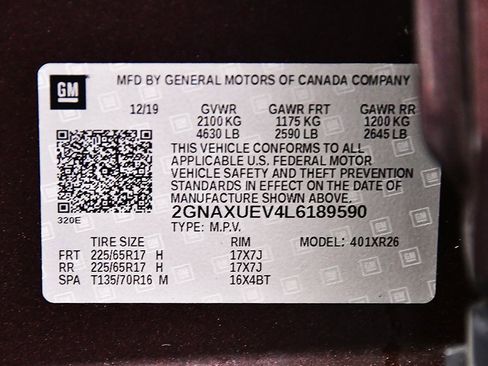 GM
MFD BY GENERAL MOTORS OF CANADA COMPANY
12/19 GVWR GAWR FRT GAWR RR
2100 KG 1175 KG 1200 KG
4630 LB 2590 LB 2645 LB
THIS VEHICLE CONFORMS TO ALL
APPLICABLE U.S. FEDERAL MOTOR
VEHICLE SAFETY AND THEFT PREVENTION
STANDARDS IN EFFECT ON THE DATE OF
MANUFACTURE SHOWN ABOVE.
320E
2GNAXUEV4L6189590
TYPE: M.P.V.
TIRE SIZE RIM MODEL: 401XR26
FRT 225/65R17 H 17X7J
RR 225/65R17 H 17X7J
SPA T135/70R16 M 16X4BT